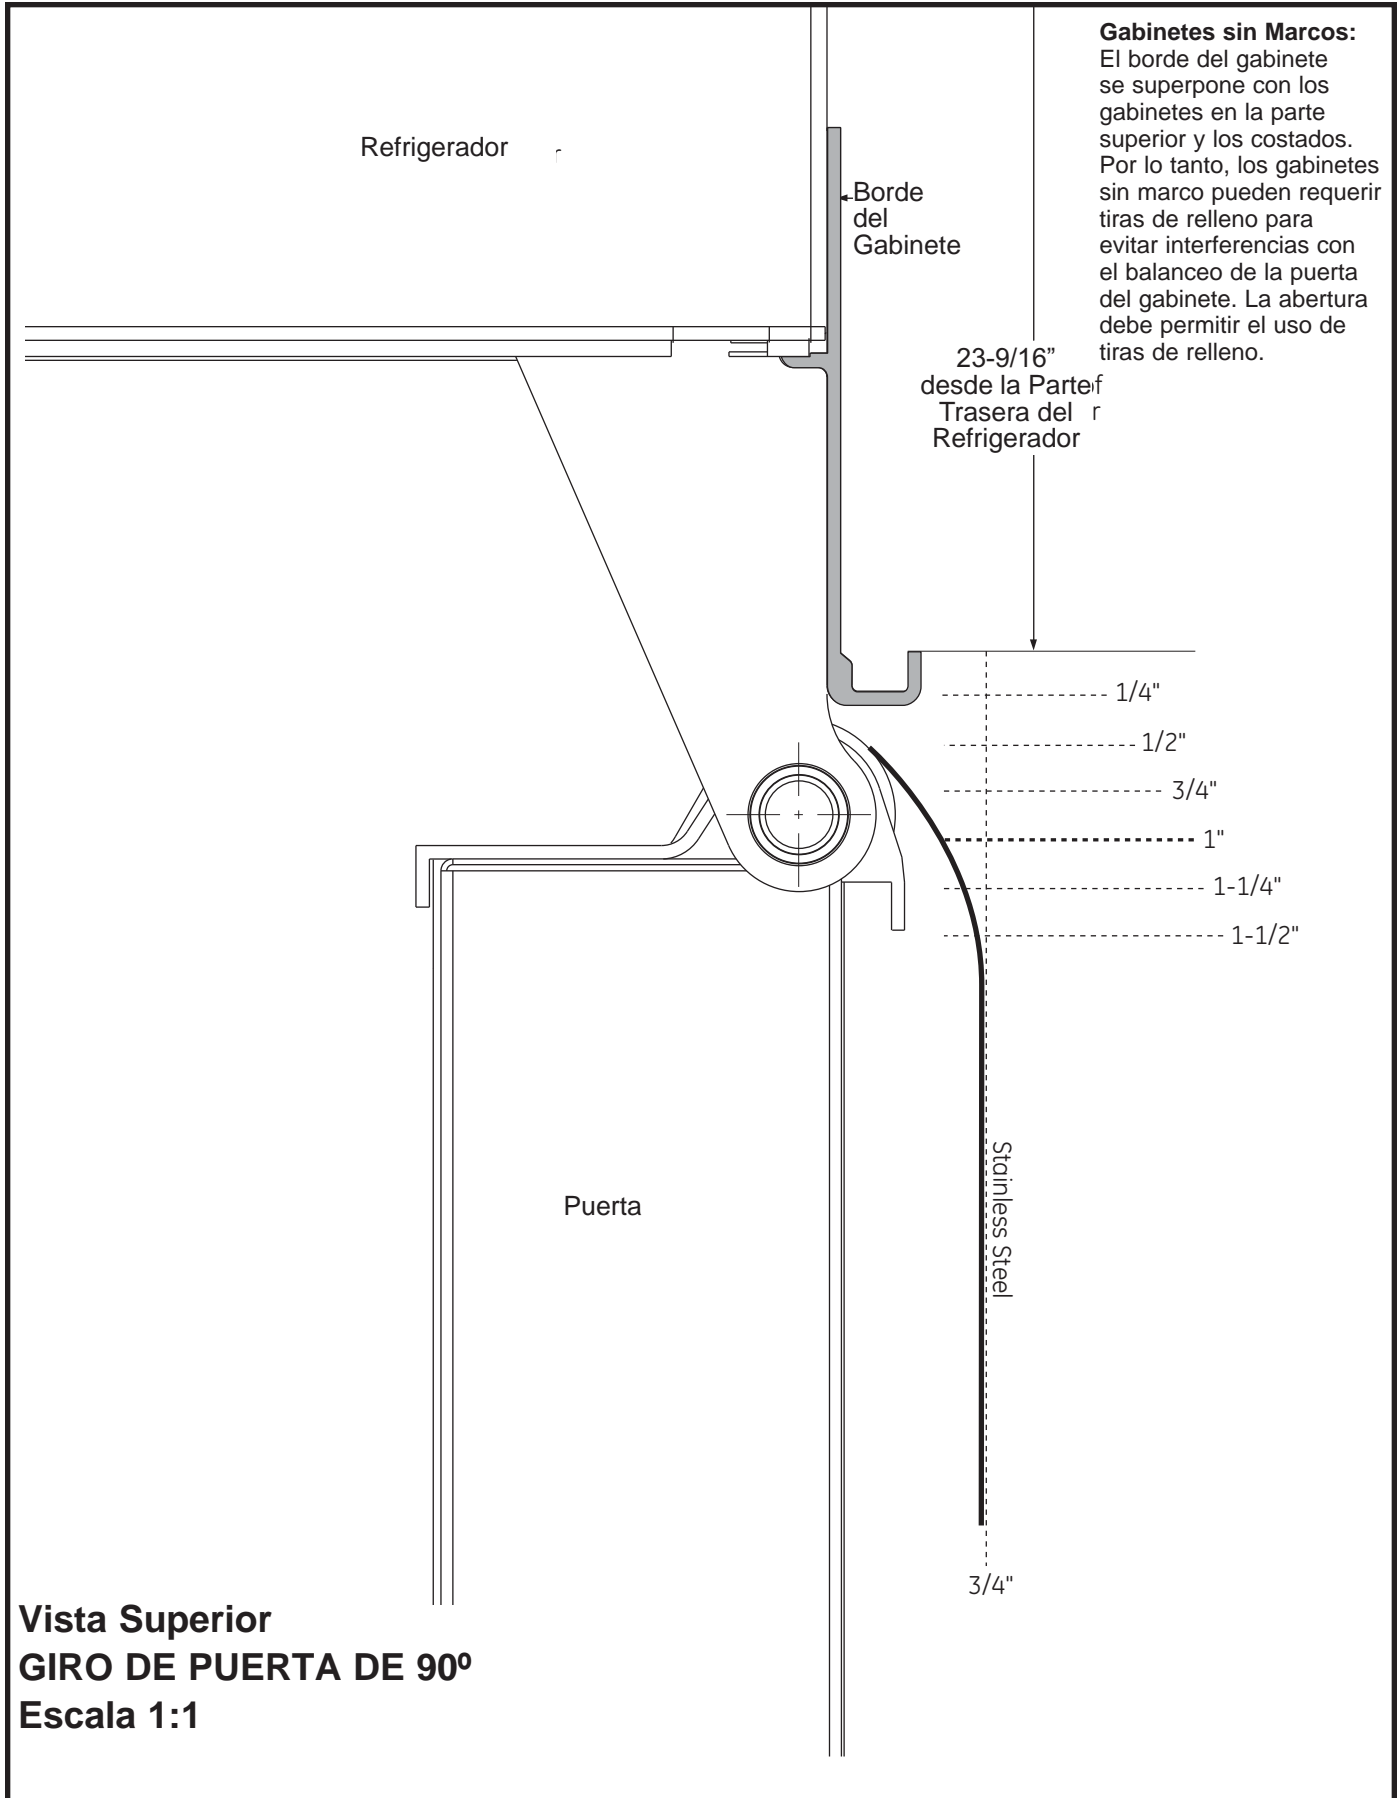 Gabinetes sin Marcos:
El borde del gabinete
se superpone con los
gabinetes en la parte
superior y los costados.
Por lo tanto, los gabinetes
sin marco pueden requerir
tiras de relleno para
evitar interferencias con
el balanceo de la puerta
del gabinete. La abertura
debe permitir el uso de
tiras de relleno.
Refrigerador
Borde
del
Gabinete
23-9/16”
desde la Parte
Trasera del
Refrigerador
1/4"
1/2"
3/4"
1"
1-1/4"
1-1/2"
Stainless Steel
Puerta
3/4"
Vista Superior
GIRO DE PUERTA DE 90º
Escala 1:1